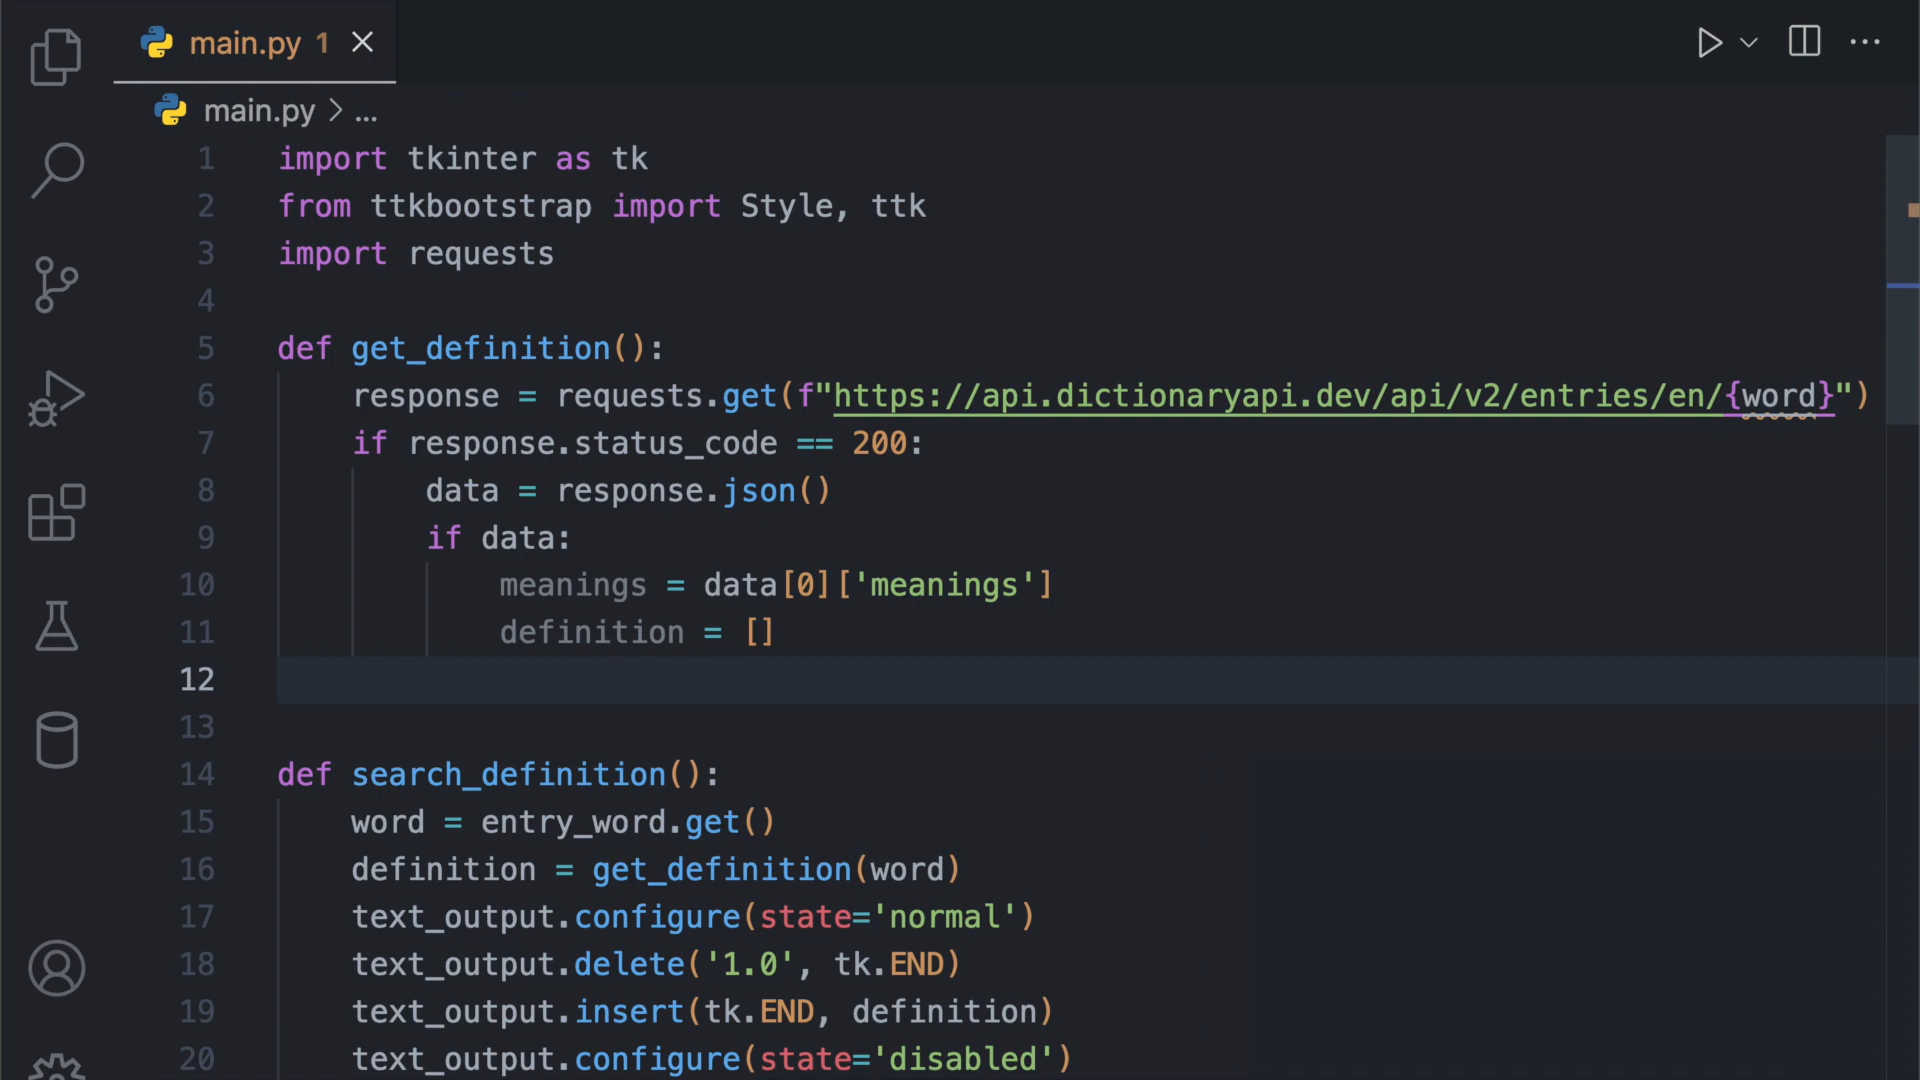 main.py 1
main.py > ...
1 import tkinter as tk
2 from ttkbootstrap import Style, ttk
3 import requests
4
5 def get_definition():
6 response = requests.get(f"https://api.dictionaryapi.dev/api/v2/entries/en/{word}")
7 if response.status_code == 200:
8 data = response.json()
9 if data:
10 meanings = data[0]['meanings']
11 definition = []
12
13
14 def search_definition():
15 word = entry_word.get()
16 definition = get_definition(word)
17 text_output.configure(state='normal')
18 text_output.delete('1.0', tk.END)
19 text_output.insert(tk.END, definition)
20 text_output.configure(state='disabled')